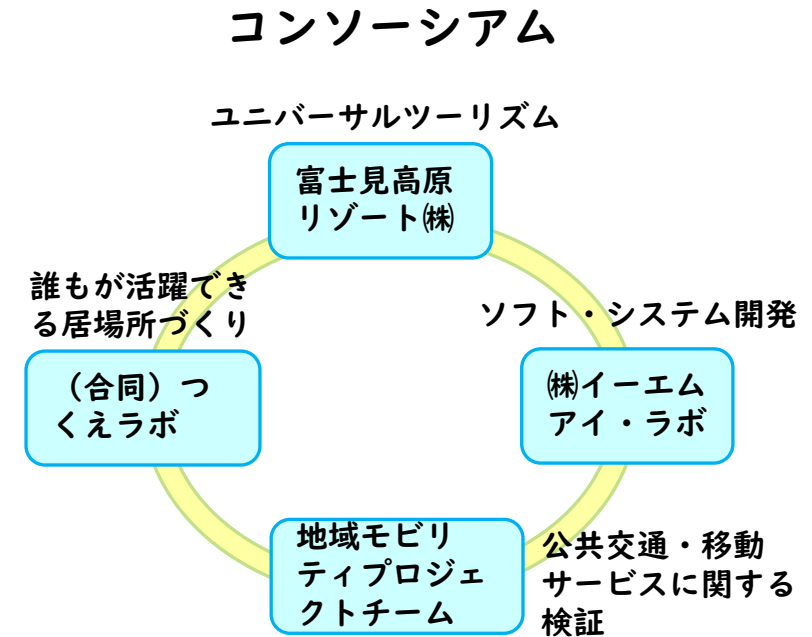 コンソーシアム
ユニバーサルツーリズム
富士見高原
リゾート㈱
誰もが活躍でき
る居場所づくり
ソフト・システム開発
（合同）つ
くえラボ
㈱イーエム
アイ・ラボ
地域モビリ
ティプロジェ
クトチーム
公共交通・移動
サービスに関する
検証